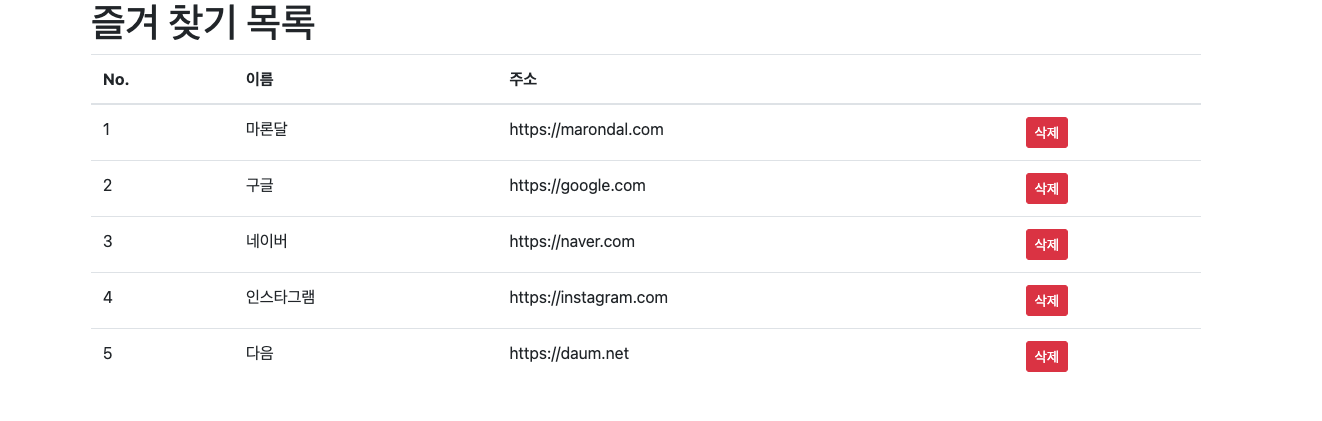 즐겨 찾기 목록
No. 이름 주소
1 마론달 https://marondal.com 삭제
2 구글 https://google.com 삭제
3 네이버 https://naver.com 삭제
4 인스타그램 https://instagram.com 삭제
5 다음 https://daum.net 삭제